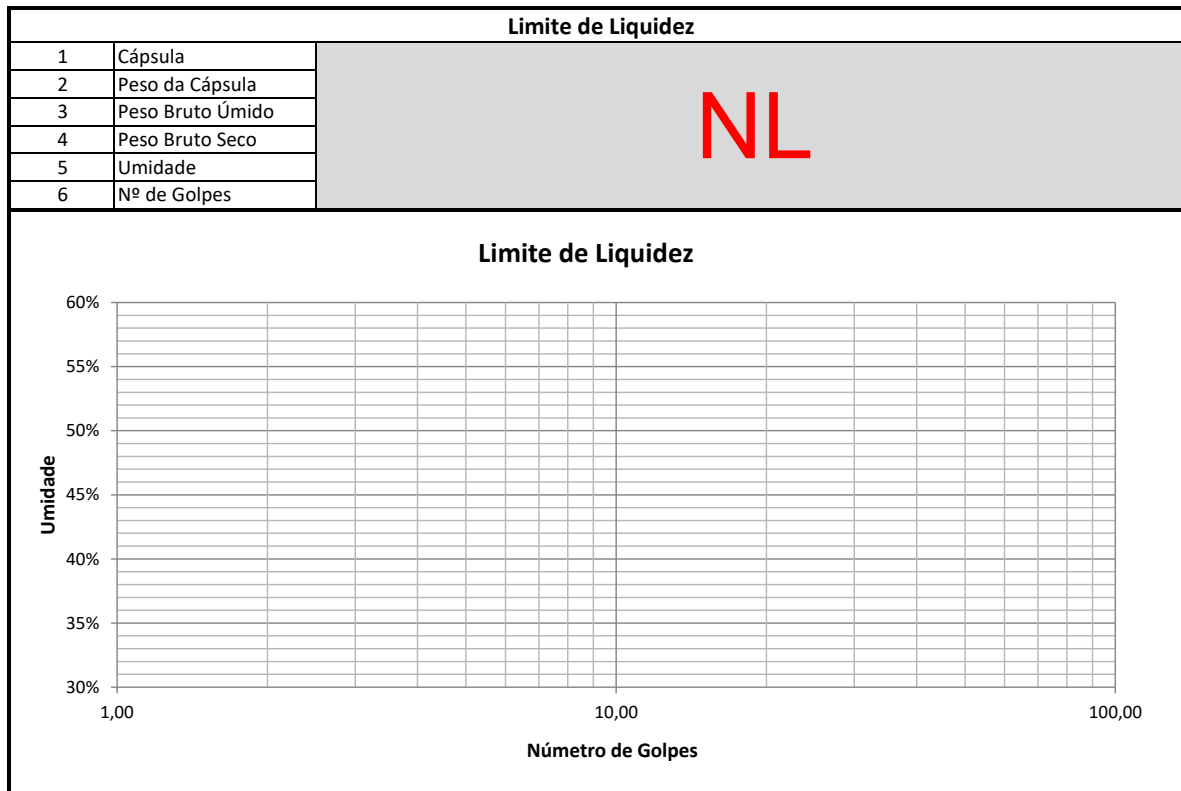 Limite de Liquidez
1 Cápsula
2 Peso da Cápsula
3 Peso Bruto Úmido
4 Peso Bruto Seco
5 Umidade
6 Nº de Golpes
NL
Limite de Liquidez
60%
55%
50%
45%
40%
35%
30%
Umidade
1,00 10,00 100,00
Númetro de Golpes